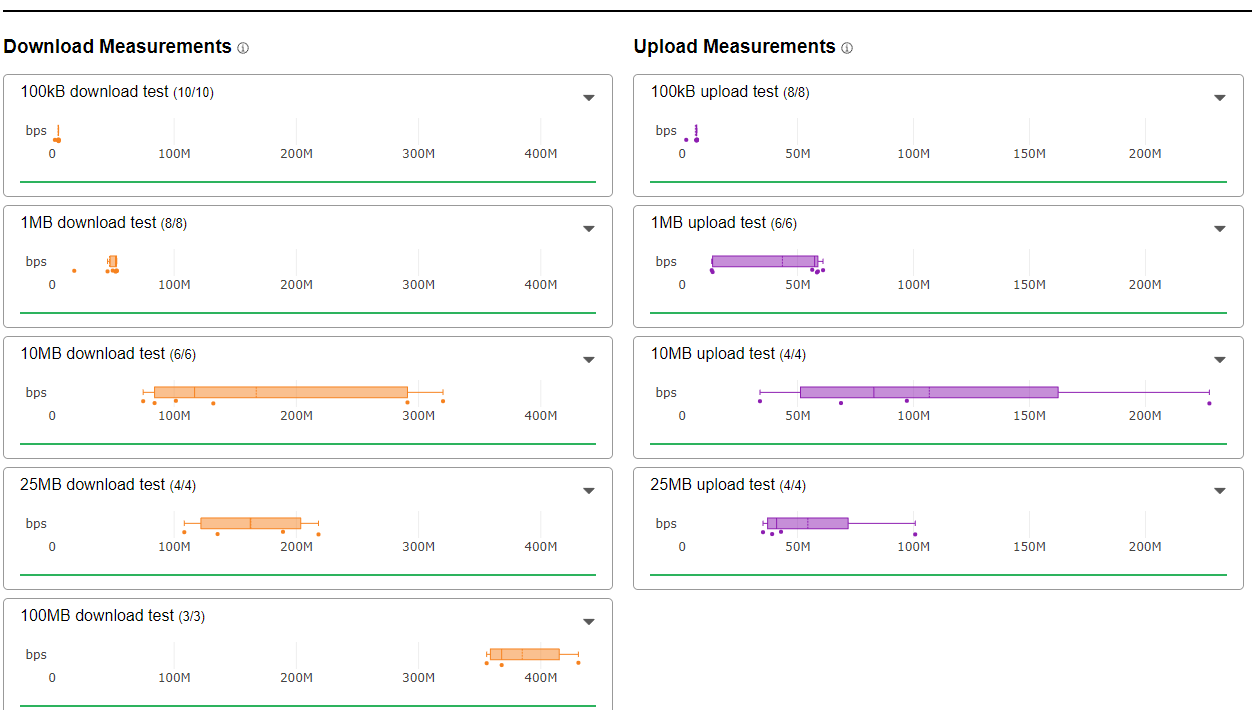 Download Measurements ⓘ
100kB download test (10/10)
bps
0 100M 200M 300M 400M
1MB download test (8/8)
bps
0 100M 200M 300M 400M
10MB download test (6/6)
bps
0 100M 200M 300M 400M
25MB download test (4/4)
bps
0 100M 200M 300M 400M
100MB download test (3/3)
bps
0 100M 200M 300M 400M
Upload Measurements ⓘ
100kB upload test (8/8)
bps
0 50M 100M 150M 200M
1MB upload test (6/6)
bps
0 50M 100M 150M 200M
10MB upload test (4/4)
bps
0 50M 100M 150M 200M
25MB upload test (4/4)
bps
0 50M 100M 150M 200M